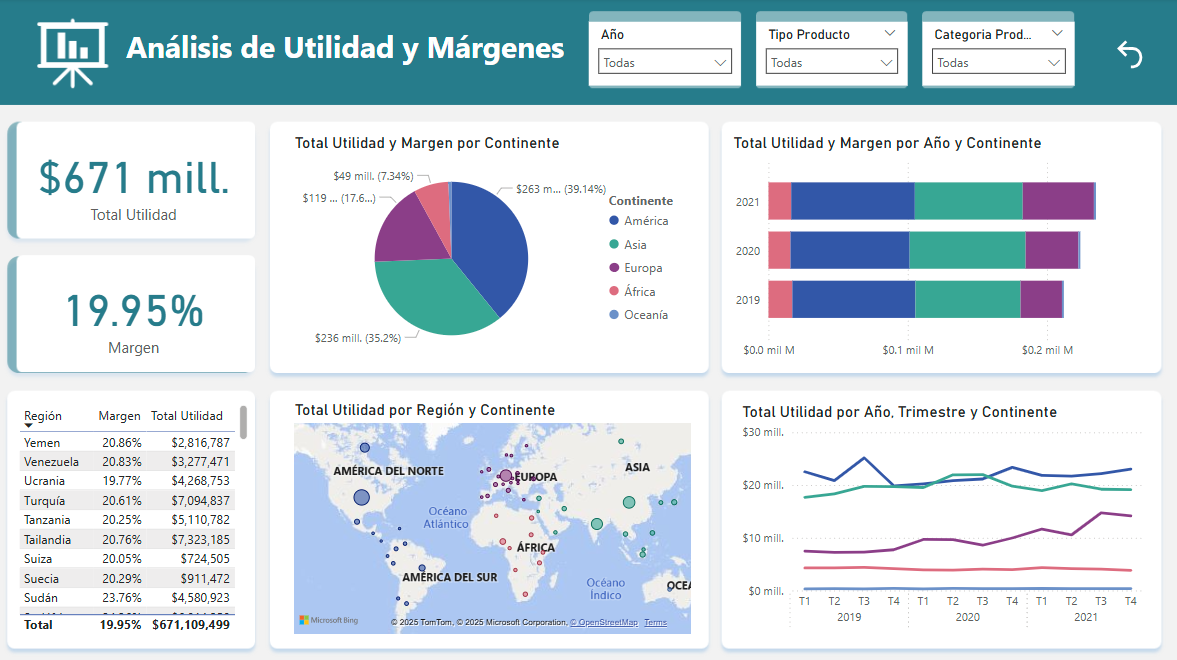 Análisis de Utilidad y Márgenes
Año
Todas
Tipo Producto
Todas
Categoria Prod...
Todas
$671 mill.
Total Utilidad
19.95%
Margen
Total Utilidad y Margen por Continente
$49 mill. (7.34%)
$119 ... (17.6...)
$263 m... (39.14%)
$236 mill. (35.2%)
Continente
América
Asia
Europa
África
Oceanía
Total Utilidad y Margen por Año y Continente
2021
2020
2019
$0.0 mil M $0.1 mil M $0.2 mil M
Región Margen Total Utilidad
Yemen 20.86% $2,816,787
Venezuela 20.83% $3,277,471
Ucrania 19.77% $4,268,753
Turquía 20.61% $7,094,837
Tanzania 20.25% $5,110,782
Tailandia 20.76% $7,323,185
Suiza 20.05% $724,505
Suecia 20.29% $911,472
Sudán 23.76% $4,580,923
Total 19.95% $671,109,499
Total Utilidad por Región y Continente
AMÉRICA DEL NORTE
EUROPA
ASIA
Océano
Atlántico
ÁFRICA
AMÉRICA DEL SUR
Océano
Índico
OCEA
Microsoft Bing
© 2025 TomTom, © 2025 Microsoft Corporation, © OpenStreetMap Terms
Total Utilidad por Año, Trimestre y Continente
$30 mill.
$20 mill.
$10 mill.
$0 mill.
T1 T2 T3 T4 T1 T2 T3 T4 T1 T2 T3 T4
2019 2020 2021